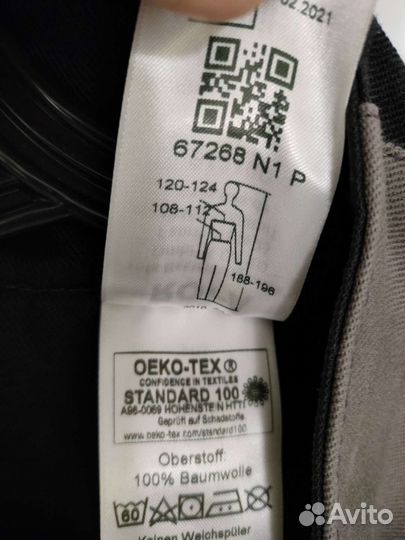 02.2021
67268 N1 P
120-124
108-112
188-196
OEKO-TEX®
CONFIDENCE IN TEXTILES
STANDARD 100
A96-0069 HOHENSTEIN HTTI
Geprüft auf Schadstoffe
www.oeko-tex.com/standard100
Oberstoff:
100% Baumwolle
60
Keinen Weichspüler
Avito